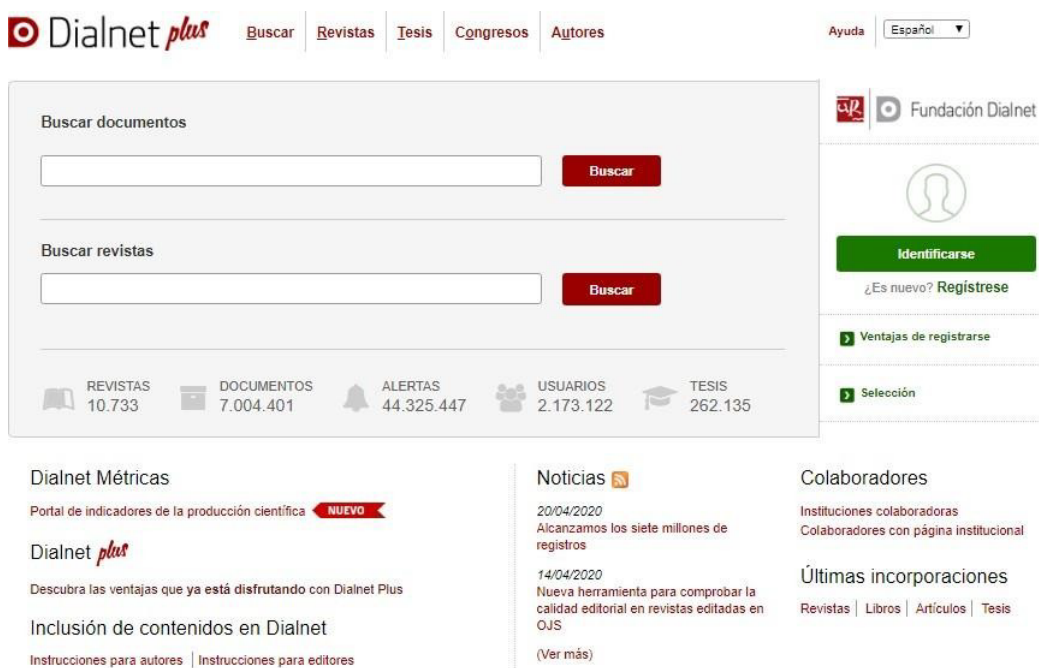 Dialnet plus
Buscar
Revistas
Tesis
Congresos
Autores
Ayuda
Español
Buscar documentos
Buscar
Buscar revistas
Buscar
REVISTAS
10.733
DOCUMENTOS
7.004.401
ALERTAS
44.325.447
USUARIOS
2.173.122
TESIS
262.135
ūR Fundación Dialnet
Identificarse
¿Es nuevo? Regístrese
Ventajas de registrarse
Selección
Dialnet Métricas
Portal de indicadores de la producción científica NUEVO
Dialnet plus
Descubra las ventajas que ya está disfrutando con Dialnet Plus
Inclusión de contenidos en Dialnet
Instrucciones para autores | Instrucciones para editores
Noticias
20/04/2020
Alcanzamos los siete millones de
registros
14/04/2020
Nueva herramienta para comprobar la
calidad editorial en revistas editadas en
OJS
(Ver más)
Colaboradores
Instituciones colaboradoras
Colaboradores con página institucional
Últimas incorporaciones
Revistas | Libros | Artículos | Tesis